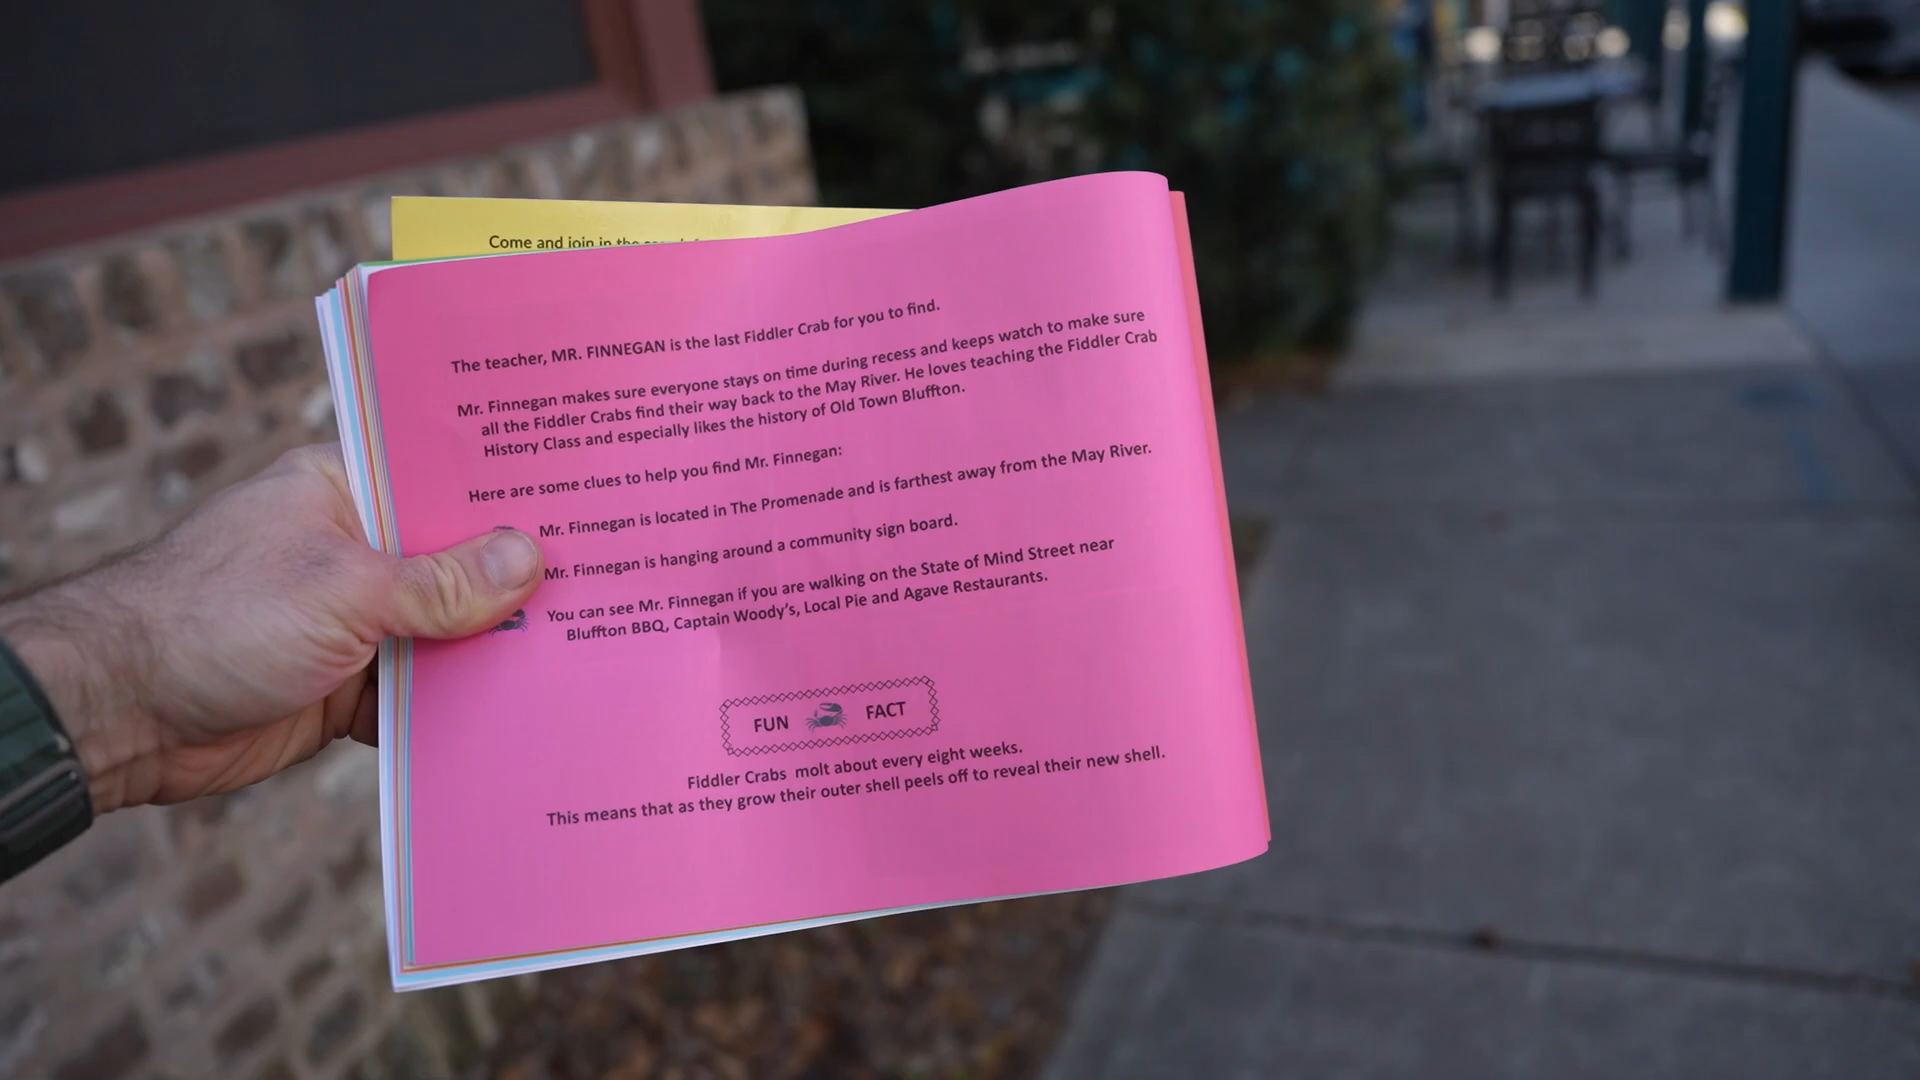 Come and join in the
The teacher, MR. FINNEGAN is the last Fiddler Crab for you to find.
Mr. Finnegan makes sure everyone stays on time during recess and keeps watch to make sure
all the Fiddler Crabs find their way back to the May River. He loves teaching the Fiddler Crab
History Class and especially likes the history of Old Town Bluffton.
Here are some clues to help you find Mr. Finnegan:
Mr. Finnegan is located in The Promenade and is farthest away from the May River.
Mr. Finnegan is hanging around a community sign board.
You can see Mr. Finnegan if you are walking on the State of Mind Street near
Bluffton BBQ, Captain Woody's, Local Pie and Agave Restaurants.
FUN FACT
Fiddler Crabs molt about every eight weeks.
This means that as they grow their outer shell peels off to reveal their new shell.